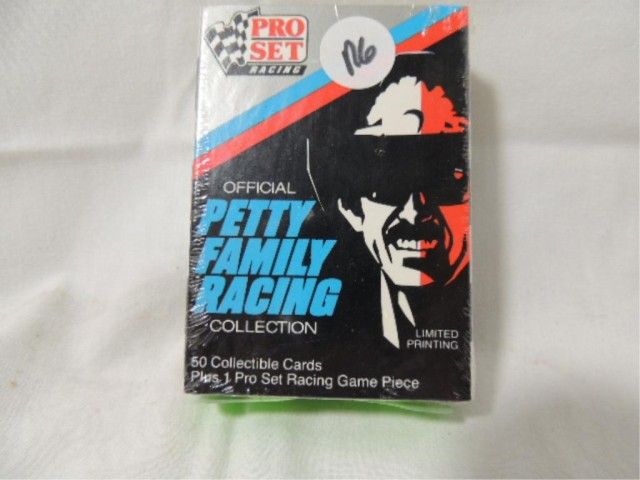 PRO
SET
RACING
OFFICIAL
PETTY
FAMILY
RACING
COLLECTION
LIMITED
PRINTING
50 Collectible Cards
Plus 1 Pro Set Racing Game Piece